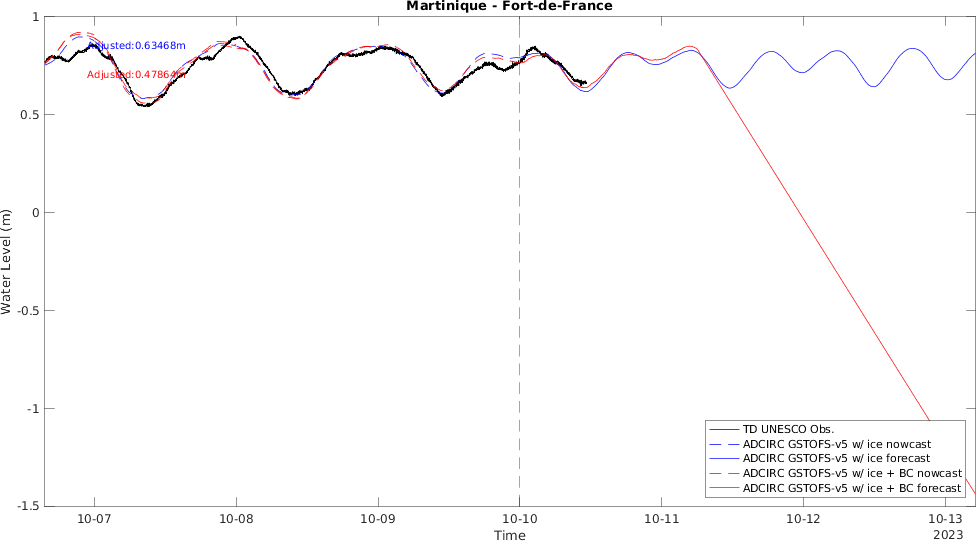 Martinique - Fort-de-France
1
0.5
0
-0.5
-1
-1.5
Water Level (m)
Adjusted:0.63468m
Adjusted:0.47864m
TD UNESCO Obs.
ADCIRC GSTOFS-v5 w/ ice nowcast
ADCIRC GSTOFS-v5 w/ ice forecast
ADCIRC GSTOFS-v5 w/ ice + BC nowcast
ADCIRC GSTOFS-v5 w/ ice + BC forecast
10-07 10-08 10-09 10-10 10-11 10-12 10-13
Time
2023